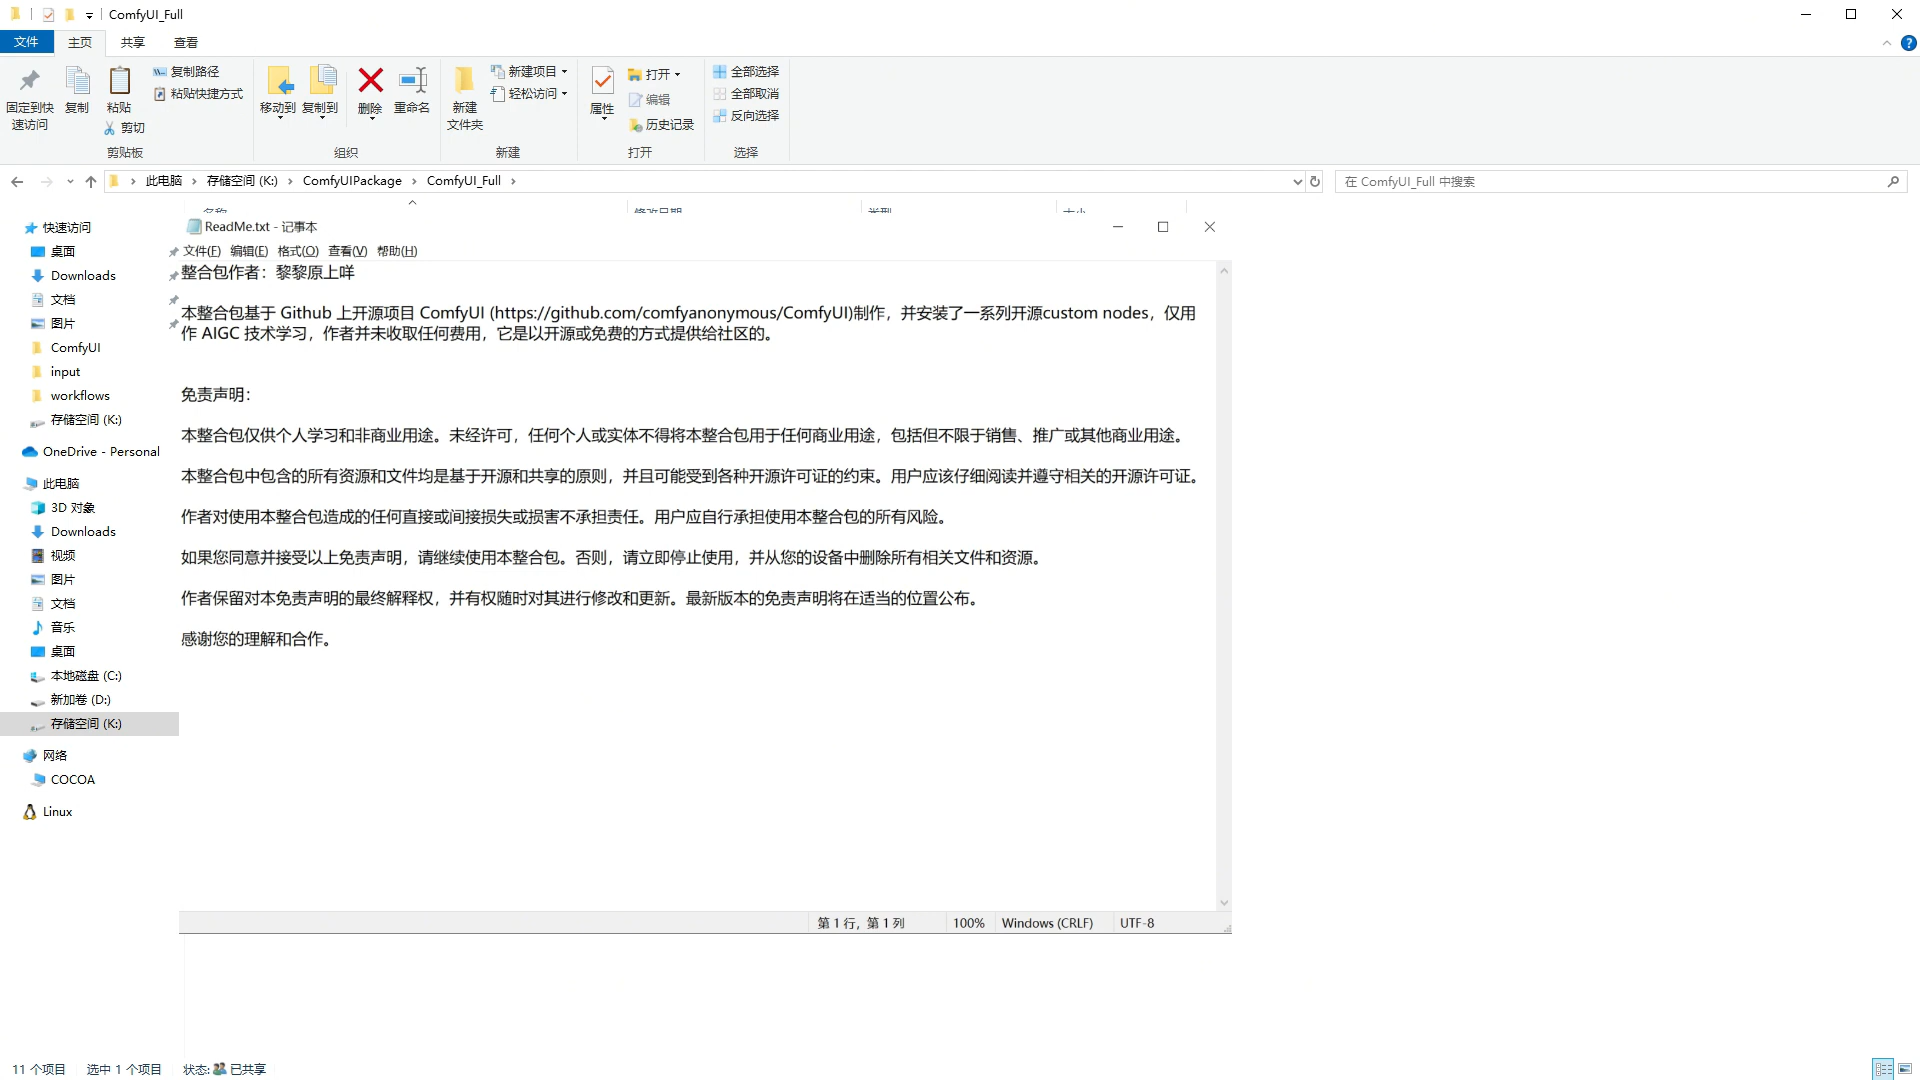 ComfyUI_Full
文件 主页 共享 查看
固定到快速访问
复制
粘贴
复制路径
粘贴快捷方式
剪切
剪贴板
移动到
复制到
删除
重命名
组织
新建文件夹
新建项目
轻松访问
新建
属性
打开
编辑
历史记录
打开
全部选择
全部取消
反向选择
选择
此电脑 > 存储空间 (K:) > ComfyUIPackage > ComfyUI_Full >
在 ComfyUI_Full 中搜索
名称 修改日期 类型 大小
快速访问
桌面
Downloads
文档
图片
ComfyUI
input
workflows
存储空间 (K:)
OneDrive - Personal
此电脑
3D 对象
Downloads
视频
图片
文档
音乐
桌面
本地磁盘 (C:)
新加卷 (D:)
存储空间 (K:)
网络
COCOA
Linux
ReadMe.txt - 记事本
文件(F) 编辑(E) 格式(O) 查看(V) 帮助(H)
整合包作者：黎黎原上咩
本整合包基于 Github 上开源项目 ComfyUI (https://github.com/comfyanonymous/ComfyUI)制作，并安装了一系列开源custom nodes，仅用
作 AIGC 技术学习，作者并未收取任何费用，它是以开源或免费的方式提供给社区的。
免责声明：
本整合包仅供个人学习和非商业用途。未经许可，任何个人或实体不得将本整合包用于任何商业用途，包括但不限于销售、推广或其他商业用途。
本整合包中包含的所有资源和文件均是基于开源和共享的原则，并且可能受到各种开源许可证的约束。用户应该仔细阅读并遵守相关的开源许可证。
作者对使用本整合包造成的任何直接或间接损失或损害不承担责任。用户应自行承担使用本整合包的所有风险。
如果您同意并接受以上免责声明，请继续使用本整合包。否则，请立即停止使用，并从您的设备中删除所有相关文件和资源。
作者保留对本免责声明的最终解释权，并有权随时对其进行修改和更新。最新版本的免责声明将在适当的位置公布。
感谢您的理解和合作。
第 1 行，第 1 列 100% Windows (CRLF) UTF-8
11 个项目 选中 1 个项目 状态: 已共享